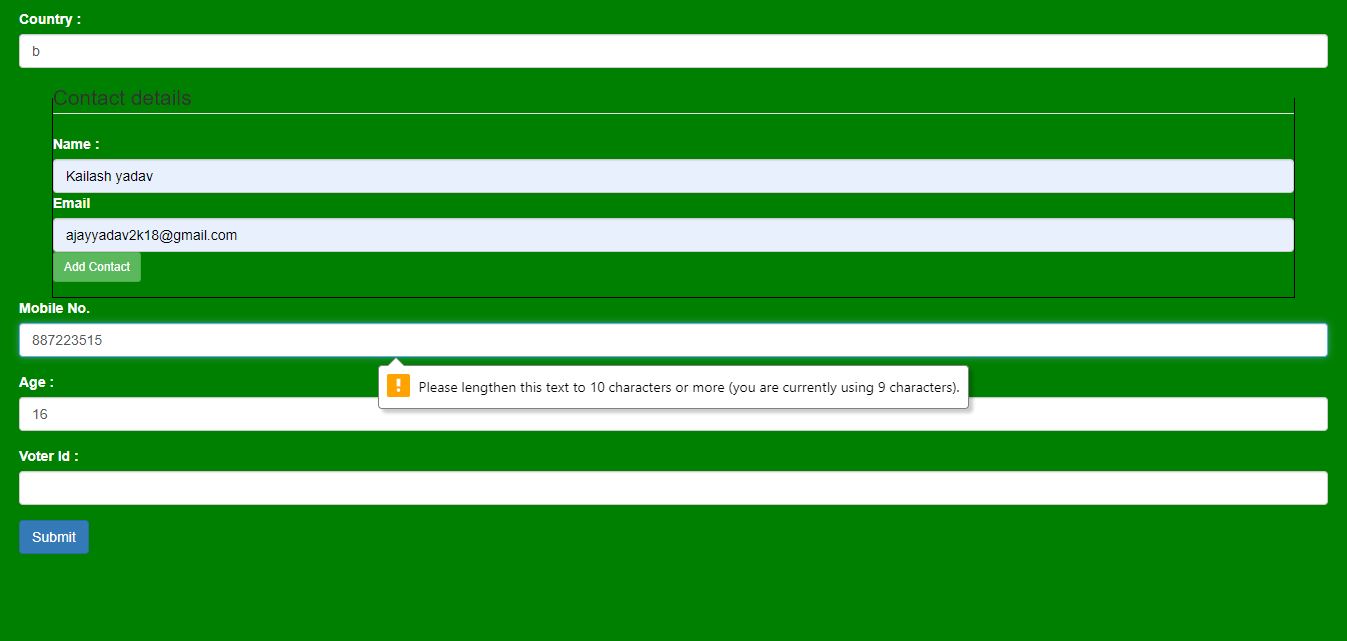 Country :
b
Contact details
Name :
Kailash yadav
Email
ajayyadav2k18@gmail.com
Add Contact
Mobile No.
887223515
Please lengthen this text to 10 characters or more (you are currently using 9 characters).
Age :
16
Voter Id :
Submit